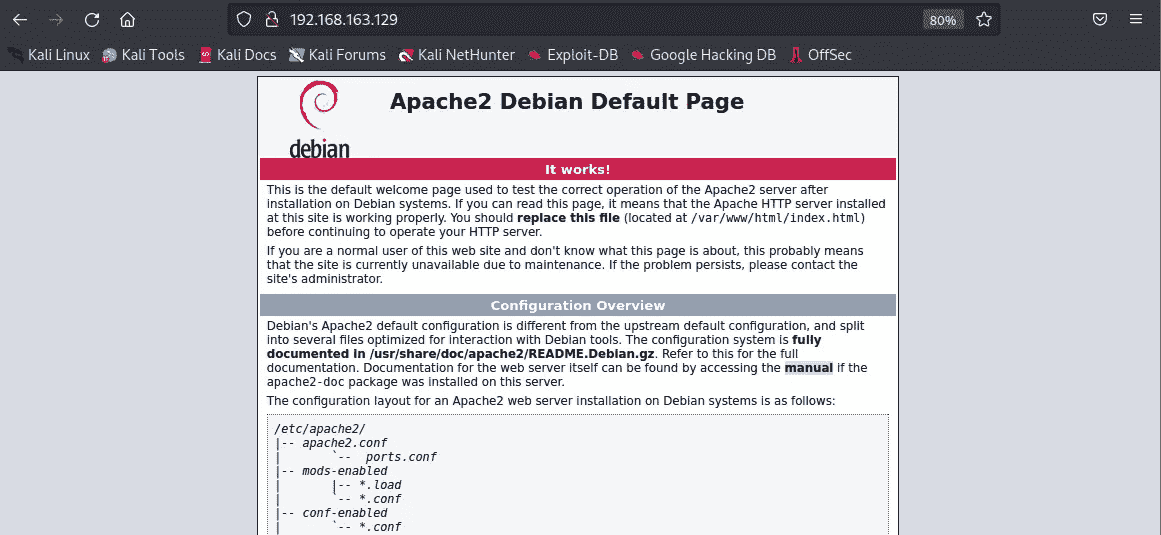 192.168.163.129
80%
Kali Linux Kali Tools Kali Docs Kali Forums Kali NetHunter Exploit-DB Google Hacking DB OffSec
debian
Apache2 Debian Default Page
It works!
This is the default welcome page used to test the correct operation of the Apache2 server after
installation on Debian systems. If you can read this page, it means that the Apache HTTP server installed
at this site is working properly. You should replace this file (located at /var/www/html/index.html)
before continuing to operate your HTTP server.
If you are a normal user of this web site and don't know what this page is about, this probably means
that the site is currently unavailable due to maintenance. If the problem persists, please contact the
site's administrator.
Configuration Overview
Debian's Apache2 default configuration is different from the upstream default configuration, and split
into several files optimized for interaction with Debian tools. The configuration system is fully
documented in /usr/share/doc/apache2/README.Debian.gz. Refer to this for the full
documentation. Documentation for the web server itself can be found by accessing the manual if the
apache2-doc package was installed on this server.
The configuration layout for an Apache2 web server installation on Debian systems is as follows:
/etc/apache2/
|-- apache2.conf
|       `--  ports.conf
|-- mods-enabled
|       |-- *.load
|       `-- *.conf
|-- conf-enabled
|       `-- *.conf